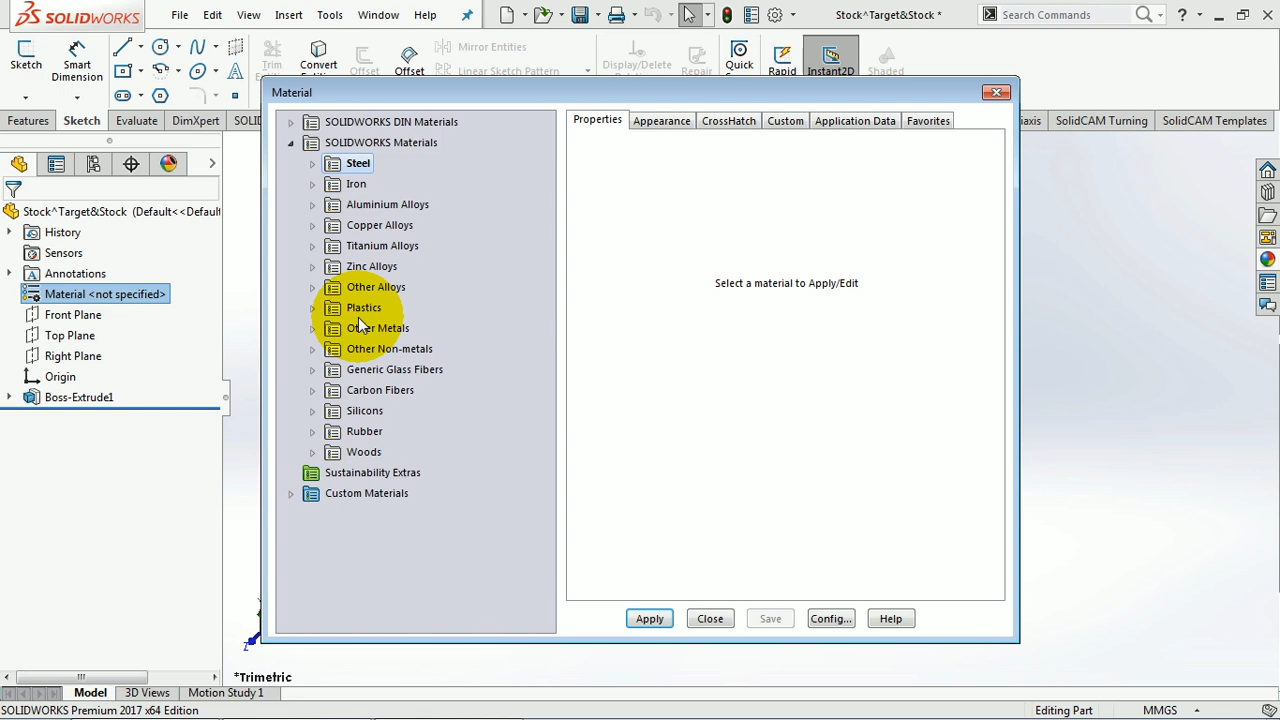 SOLIDWORKS
File Edit View Insert Tools Window Help
Stock^Target&Stock *
Search Commands
Sketch
Smart Dimension
Trim
Convert
Offset
Offset
Mirror Entities
Linear Sketch Pattern
Display/Delete
Repair
Quick
Rapid
Instant2D
Shaded
Features Sketch Evaluate DimXpert
SolidCAM Turning SolidCAM Templates
Stock^Target&Stock (Default<<Default
History
Sensors
Annotations
Material <not specified>
Front Plane
Top Plane
Right Plane
Origin
Boss-Extrude1
Material
SOLIDWORKS DIN Materials
SOLIDWORKS Materials
Steel
Iron
Aluminium Alloys
Copper Alloys
Titanium Alloys
Zinc Alloys
Other Alloys
Plastics
Other Metals
Other Non-metals
Generic Glass Fibers
Carbon Fibers
Silicons
Rubber
Woods
Sustainability Extras
Custom Materials
Properties Appearance CrossHatch Custom Application Data Favorites
Select a material to Apply/Edit
Apply Close Save Config... Help
Z
*Trimetric
Model 3D Views Motion Study 1
SOLIDWORKS Premium 2017 x64 Edition
Editing Part
MMGS